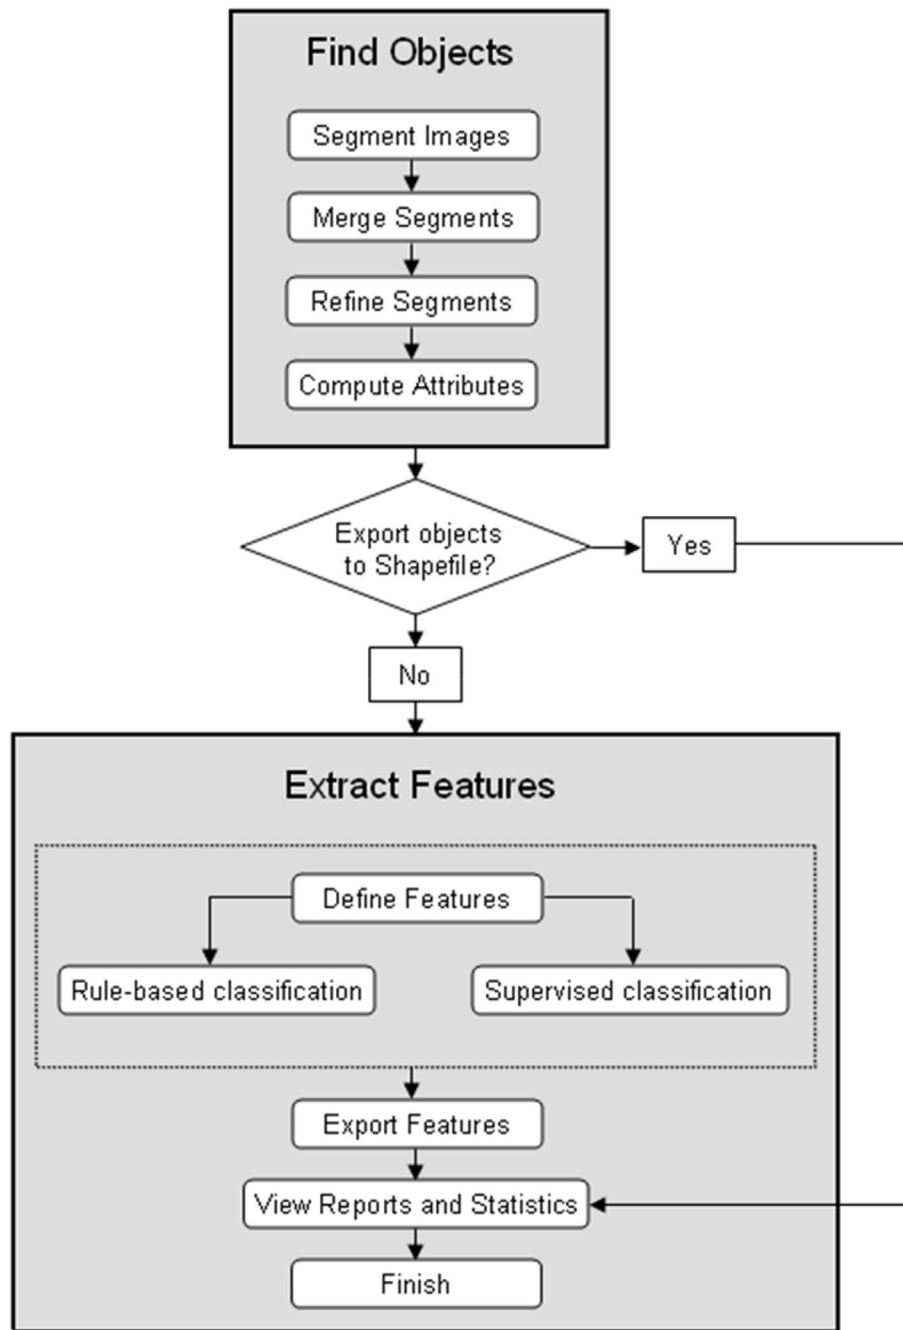 Find Objects
Segment Images
Merge Segments
Refine Segments
Compute Attributes
Export objects
to Shapefile?
Yes
No
Extract Features
Define Features
Rule-based classification
Supervised classification
Export Features
View Reports and Statistics
Finish